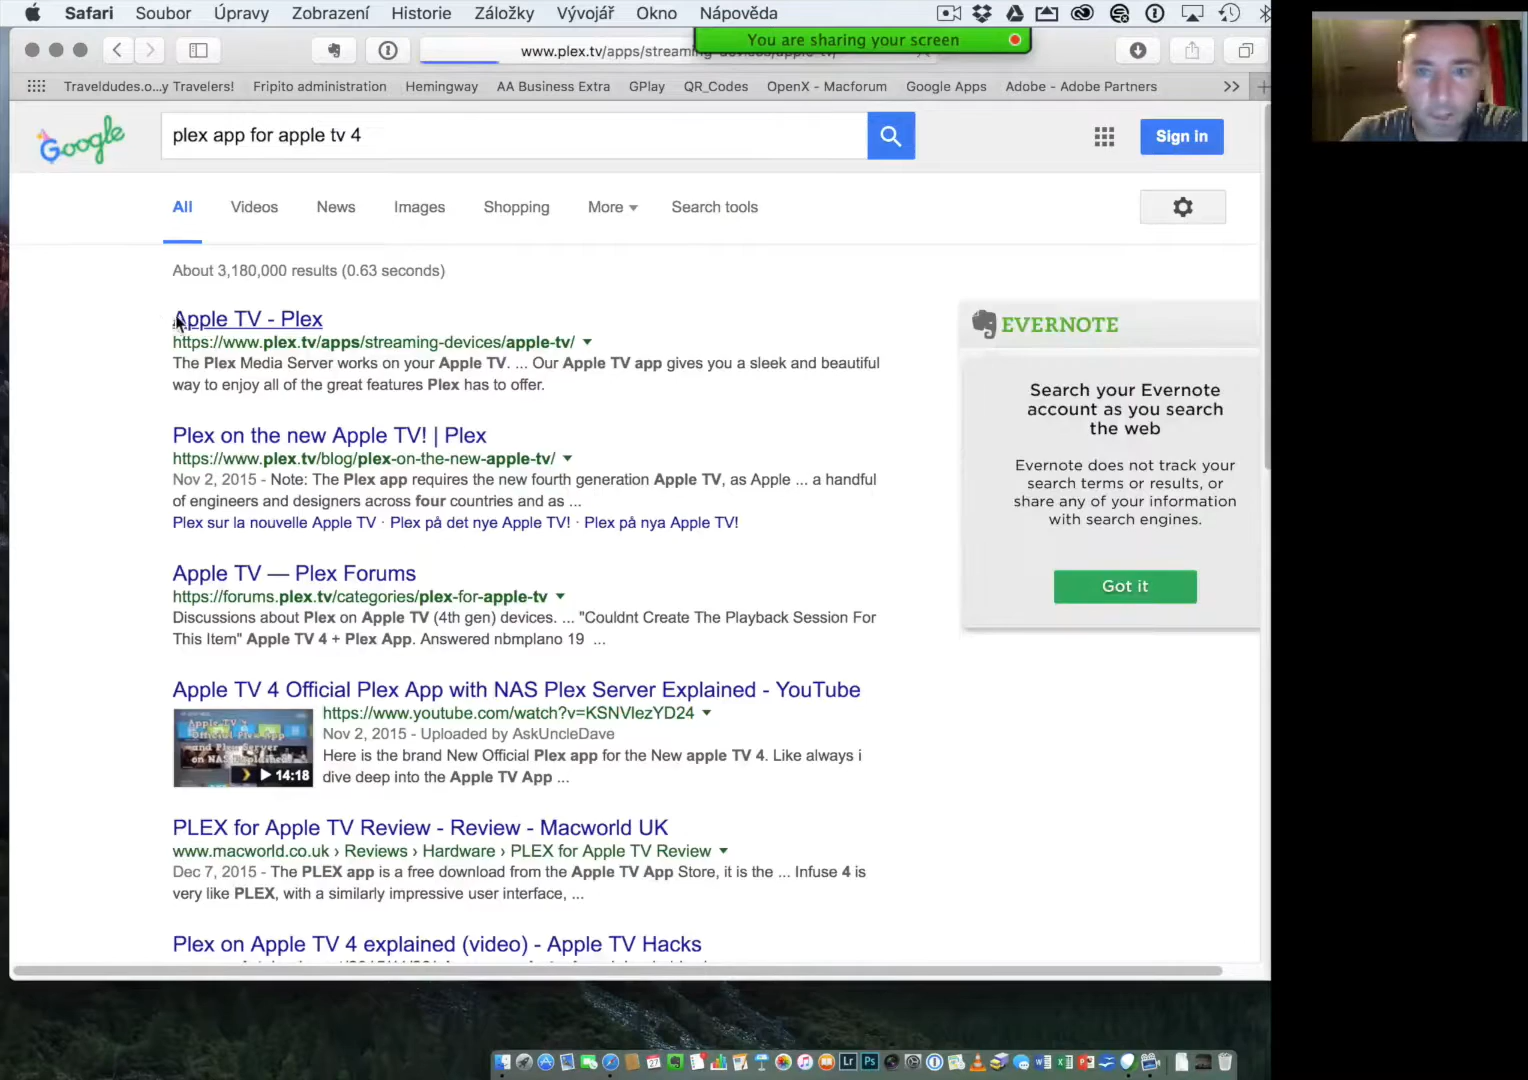 Safari Soubor Úpravy Zobrazení Historie Záložky Vývojář Okno Nápověda
You are sharing your screen
www.plex.tv/apps/streaming-devices/apple-tv/
Traveldudes.o...y Travelers! Fripito administration Hemingway AA Business Extra GPlay QR_Codes OpenX - Macforum Google Apps Adobe - Adobe Partners
Google
plex app for apple tv 4
Sign in
All Videos News Images Shopping More Search tools
About 3,180,000 results (0.63 seconds)
Apple TV - Plex
https://www.plex.tv/apps/streaming-devices/apple-tv/
The Plex Media Server works on your Apple TV. ... Our Apple TV app gives you a sleek and beautiful
way to enjoy all of the great features Plex has to offer.
Plex on the new Apple TV! | Plex
https://www.plex.tv/blog/plex-on-the-new-apple-tv/
Nov 2, 2015 - Note: The Plex app requires the new fourth generation Apple TV, as Apple ... a handful
of engineers and designers across four countries and as ...
Plex sur la nouvelle Apple TV · Plex på det nye Apple TV! · Plex på nya Apple TV!
Apple TV — Plex Forums
https://forums.plex.tv/categories/plex-for-apple-tv
Discussions about Plex on Apple TV (4th gen) devices. ... "Couldnt Create The Playback Session For
This Item" Apple TV 4 + Plex App. Answered nbmplano 19 ...
Apple TV 4 Official Plex App with NAS Plex Server Explained - YouTube
https://www.youtube.com/watch?v=KSNVlezYD24
Nov 2, 2015 - Uploaded by AskUncleDave
Here is the brand New Official Plex app for the New apple TV 4. Like always i
dive deep into the Apple TV App ...
14:18
PLEX for Apple TV Review - Review - Macworld UK
www.macworld.co.uk › Reviews › Hardware › PLEX for Apple TV Review
Dec 7, 2015 - The PLEX app is a free download from the Apple TV App Store, it is the ... Infuse 4 is
very like PLEX, with a similarly impressive user interface, ...
Plex on Apple TV 4 explained (video) - Apple TV Hacks
EVERNOTE
Search your Evernote
account as you search
the web
Evernote does not track your
search terms or results, or
share any of your information
with search engines.
Got it
Lr Ps